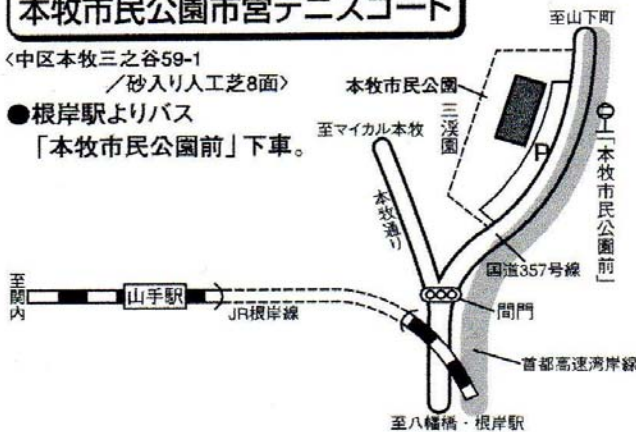 本牧市民公園市営テニスコート
〈中区本牧三之谷59-1
／砂入り人工芝8面〉
●根岸駅よりバス
「本牧市民公園前」下車。
至山下町
本牧市民公園
三渓園
至マイカル本牧
P
「本牧市民公園前」
本牧通り
国道357号線
至関内
山手駅
JR根岸線
間門
首都高速湾岸線
至八幡橋・根岸駅